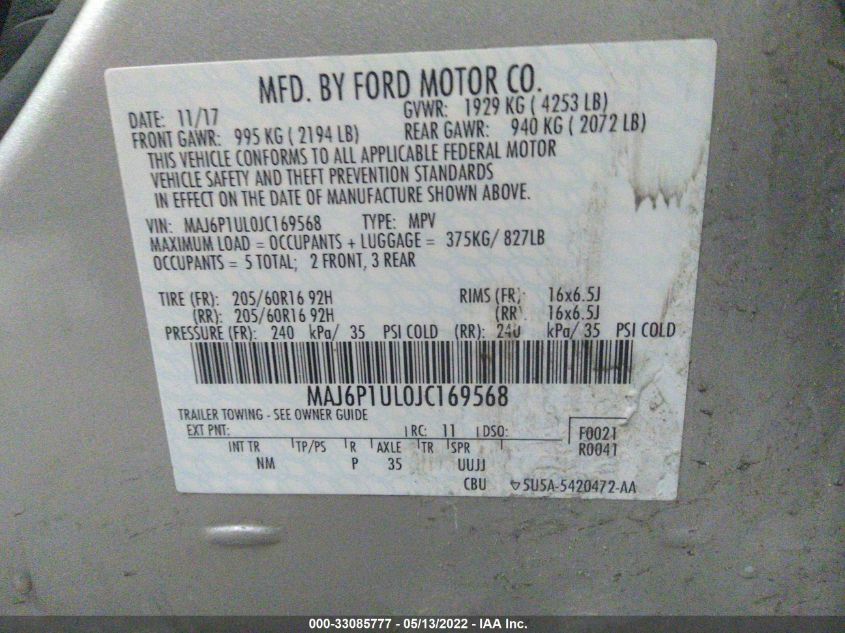 MFD. BY FORD MOTOR CO.
DATE: 11/17 GVWR: 1929 KG ( 4253 LB)
FRONT GAWR: 995 KG ( 2194 LB) REAR GAWR: 940 KG ( 2072 LB)
THIS VEHICLE CONFORMS TO ALL APPLICABLE FEDERAL MOTOR
VEHICLE SAFETY AND THEFT PREVENTION STANDARDS
IN EFFECT ON THE DATE OF MANUFACTURE SHOWN ABOVE.
VIN: MAJ6P1UL0JC169568 TYPE: MPV
MAXIMUM LOAD = OCCUPANTS + LUGGAGE = 375KG/ 827LB
OCCUPANTS = 5 TOTAL; 2 FRONT, 3 REAR
TIRE (FR): 205/60R16 92H RIMS (FR): 16x6.5J
(RR): 205/60R16 92H (RR): 16x6.5J
PRESSURE (FR): 240 kPa/ 35 PSI COLD (RR): 240 kPa/ 35 PSI COLD
MAJ6P1UL0JC169568
TRAILER TOWING - SEE OWNER GUIDE
EXT PNT: RC: 11 DSO: F0021
R0041
INT TR TP/PS R AXLE TR SPR
NM P 35 UUJJ
CBU 5U5A-5420472-AA
000-33085777 - 05/13/2022 - IAA Inc.